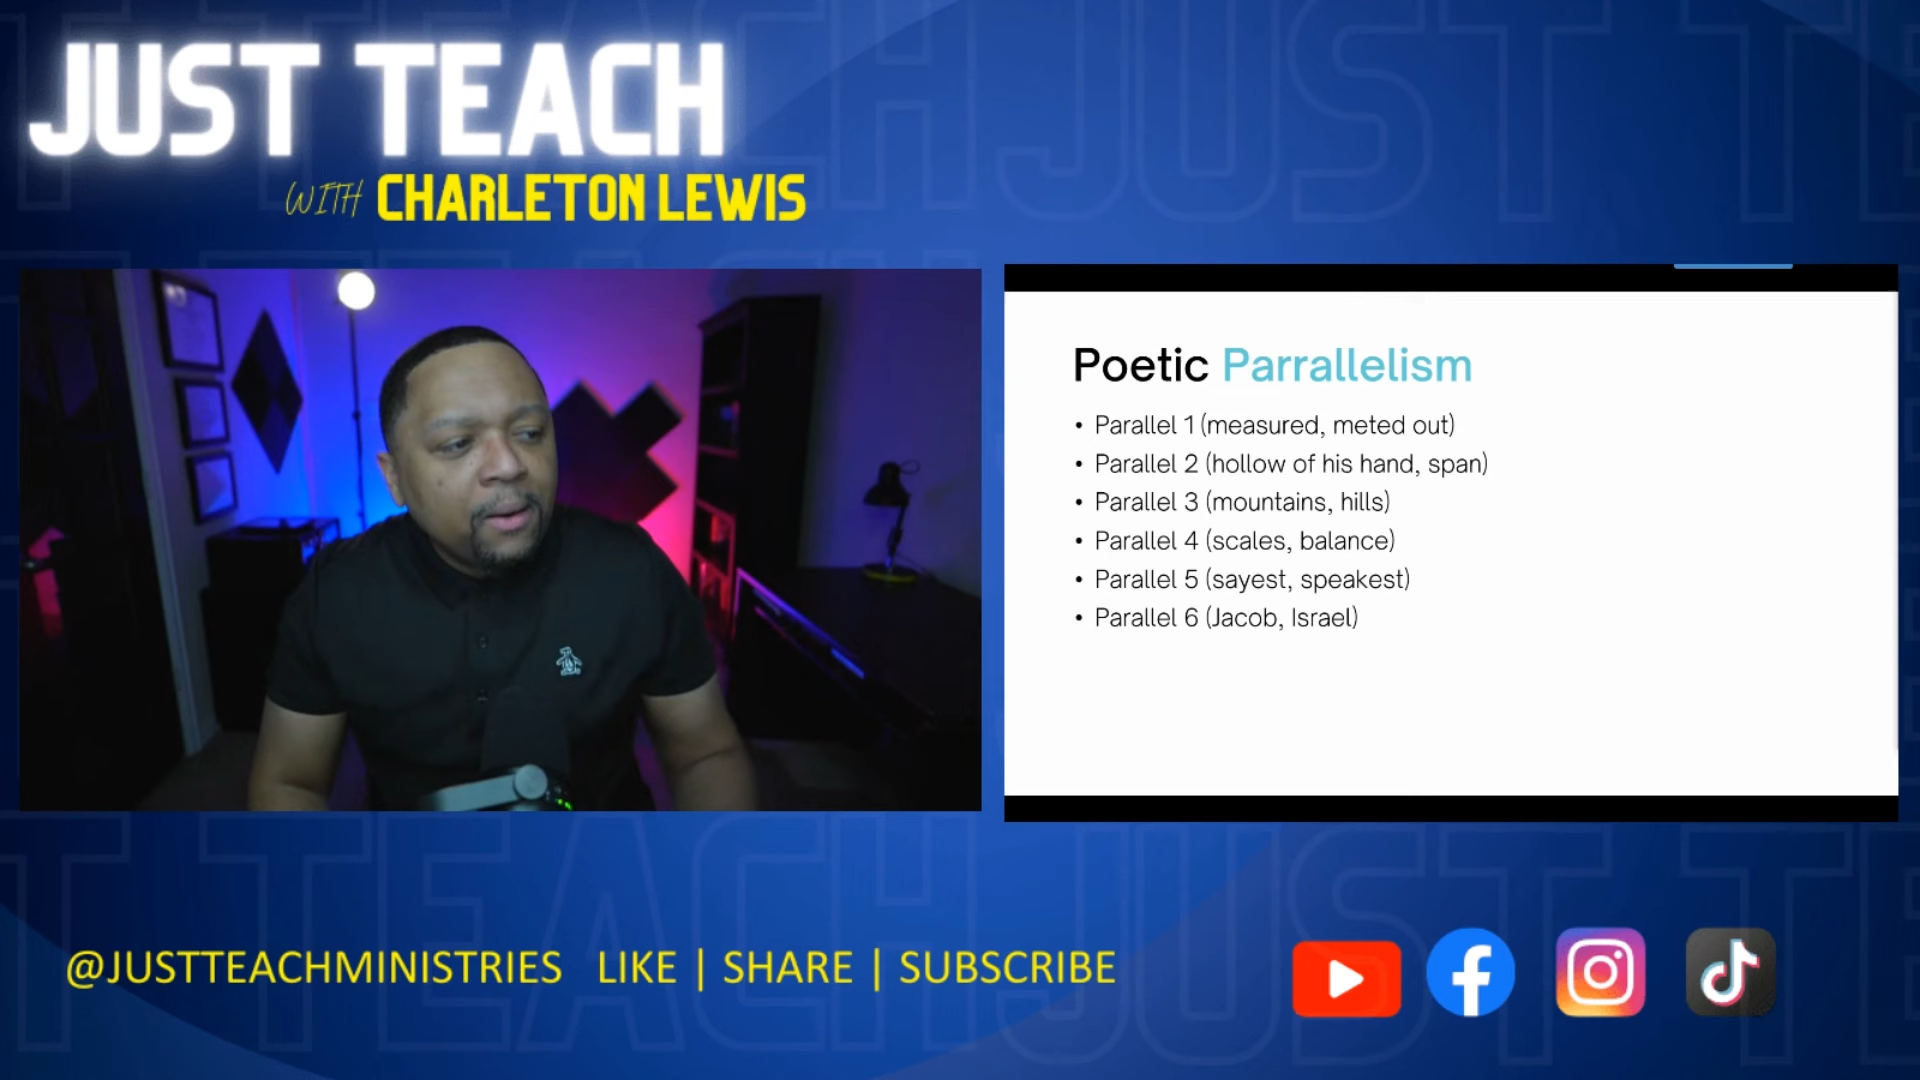 JUST TEACH
WITH CHARLETON LEWIS
Poetic Parrallelism
• Parallel 1 (measured, meted out)
• Parallel 2 (hollow of his hand, span)
• Parallel 3 (mountains, hills)
• Parallel 4 (scales, balance)
• Parallel 5 (sayest, speakest)
• Parallel 6 (Jacob, Israel)
@JUSTTEACHMINISTRIES LIKE | SHARE | SUBSCRIBE